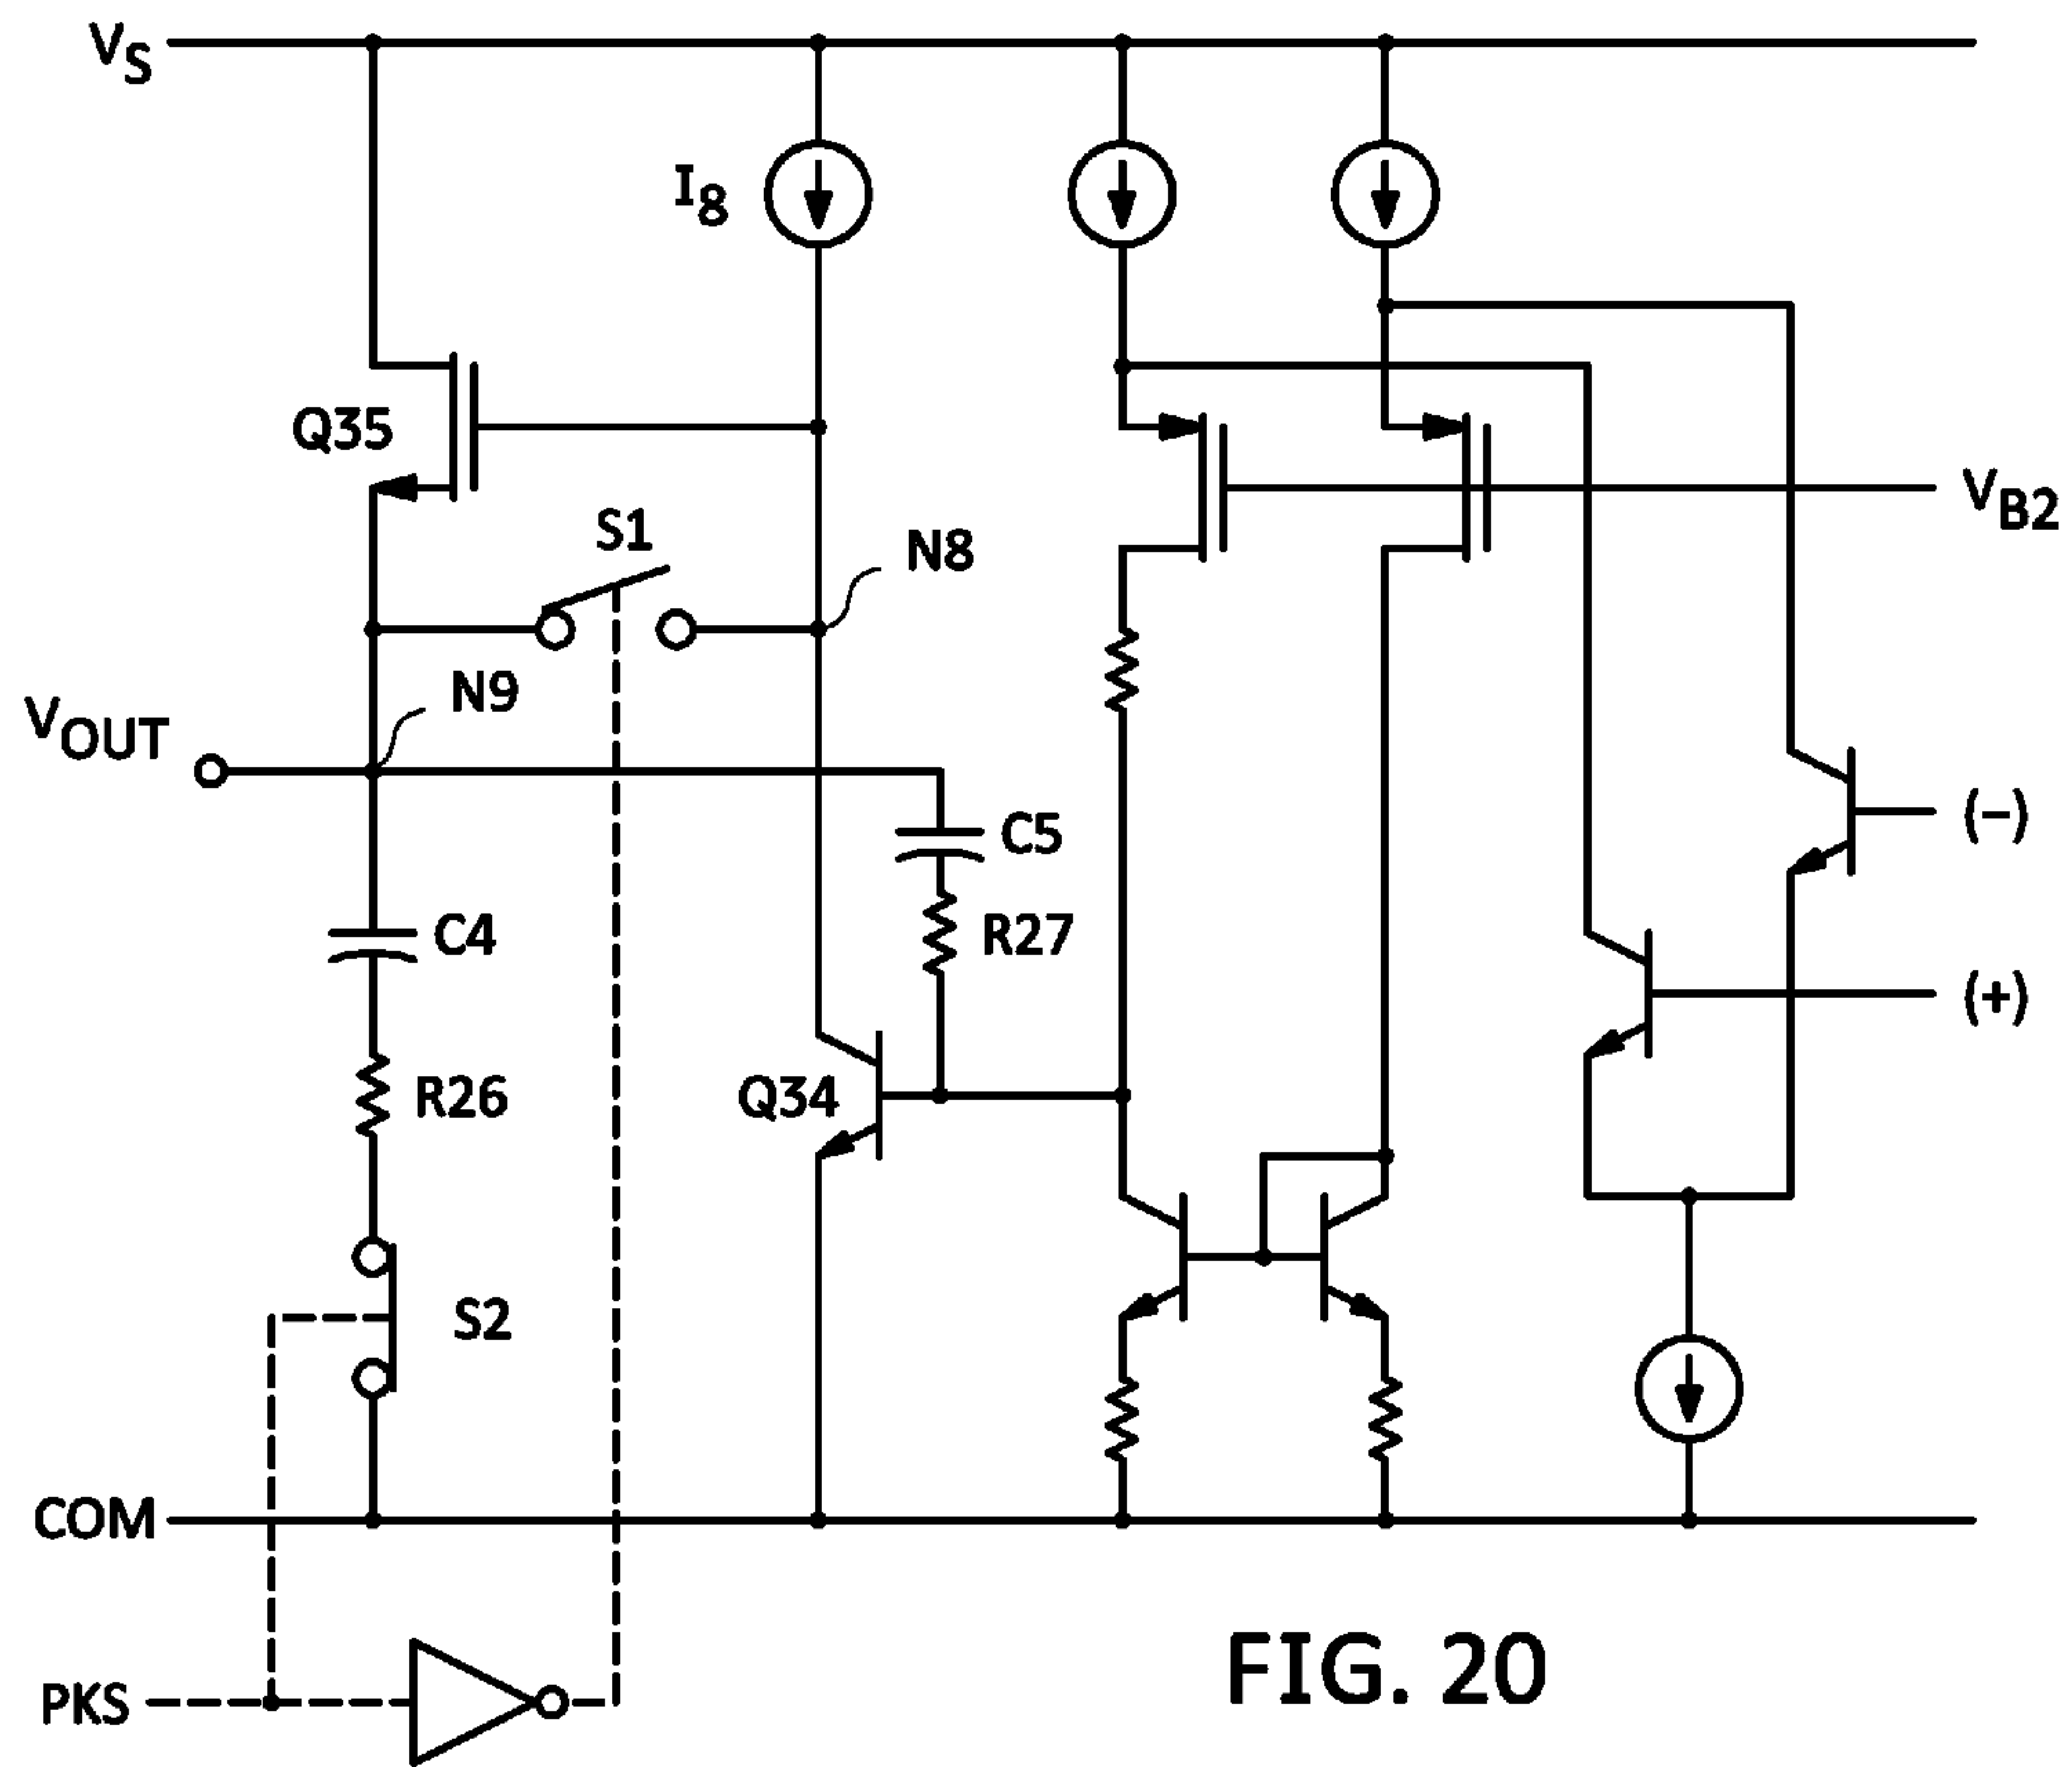 VS
I8
Q35
S1
N8
VB2
N9
VOUT
(−)
C5
C4
R27
(+)
R26
Q34
S2
COM
PKS
FIG. 20